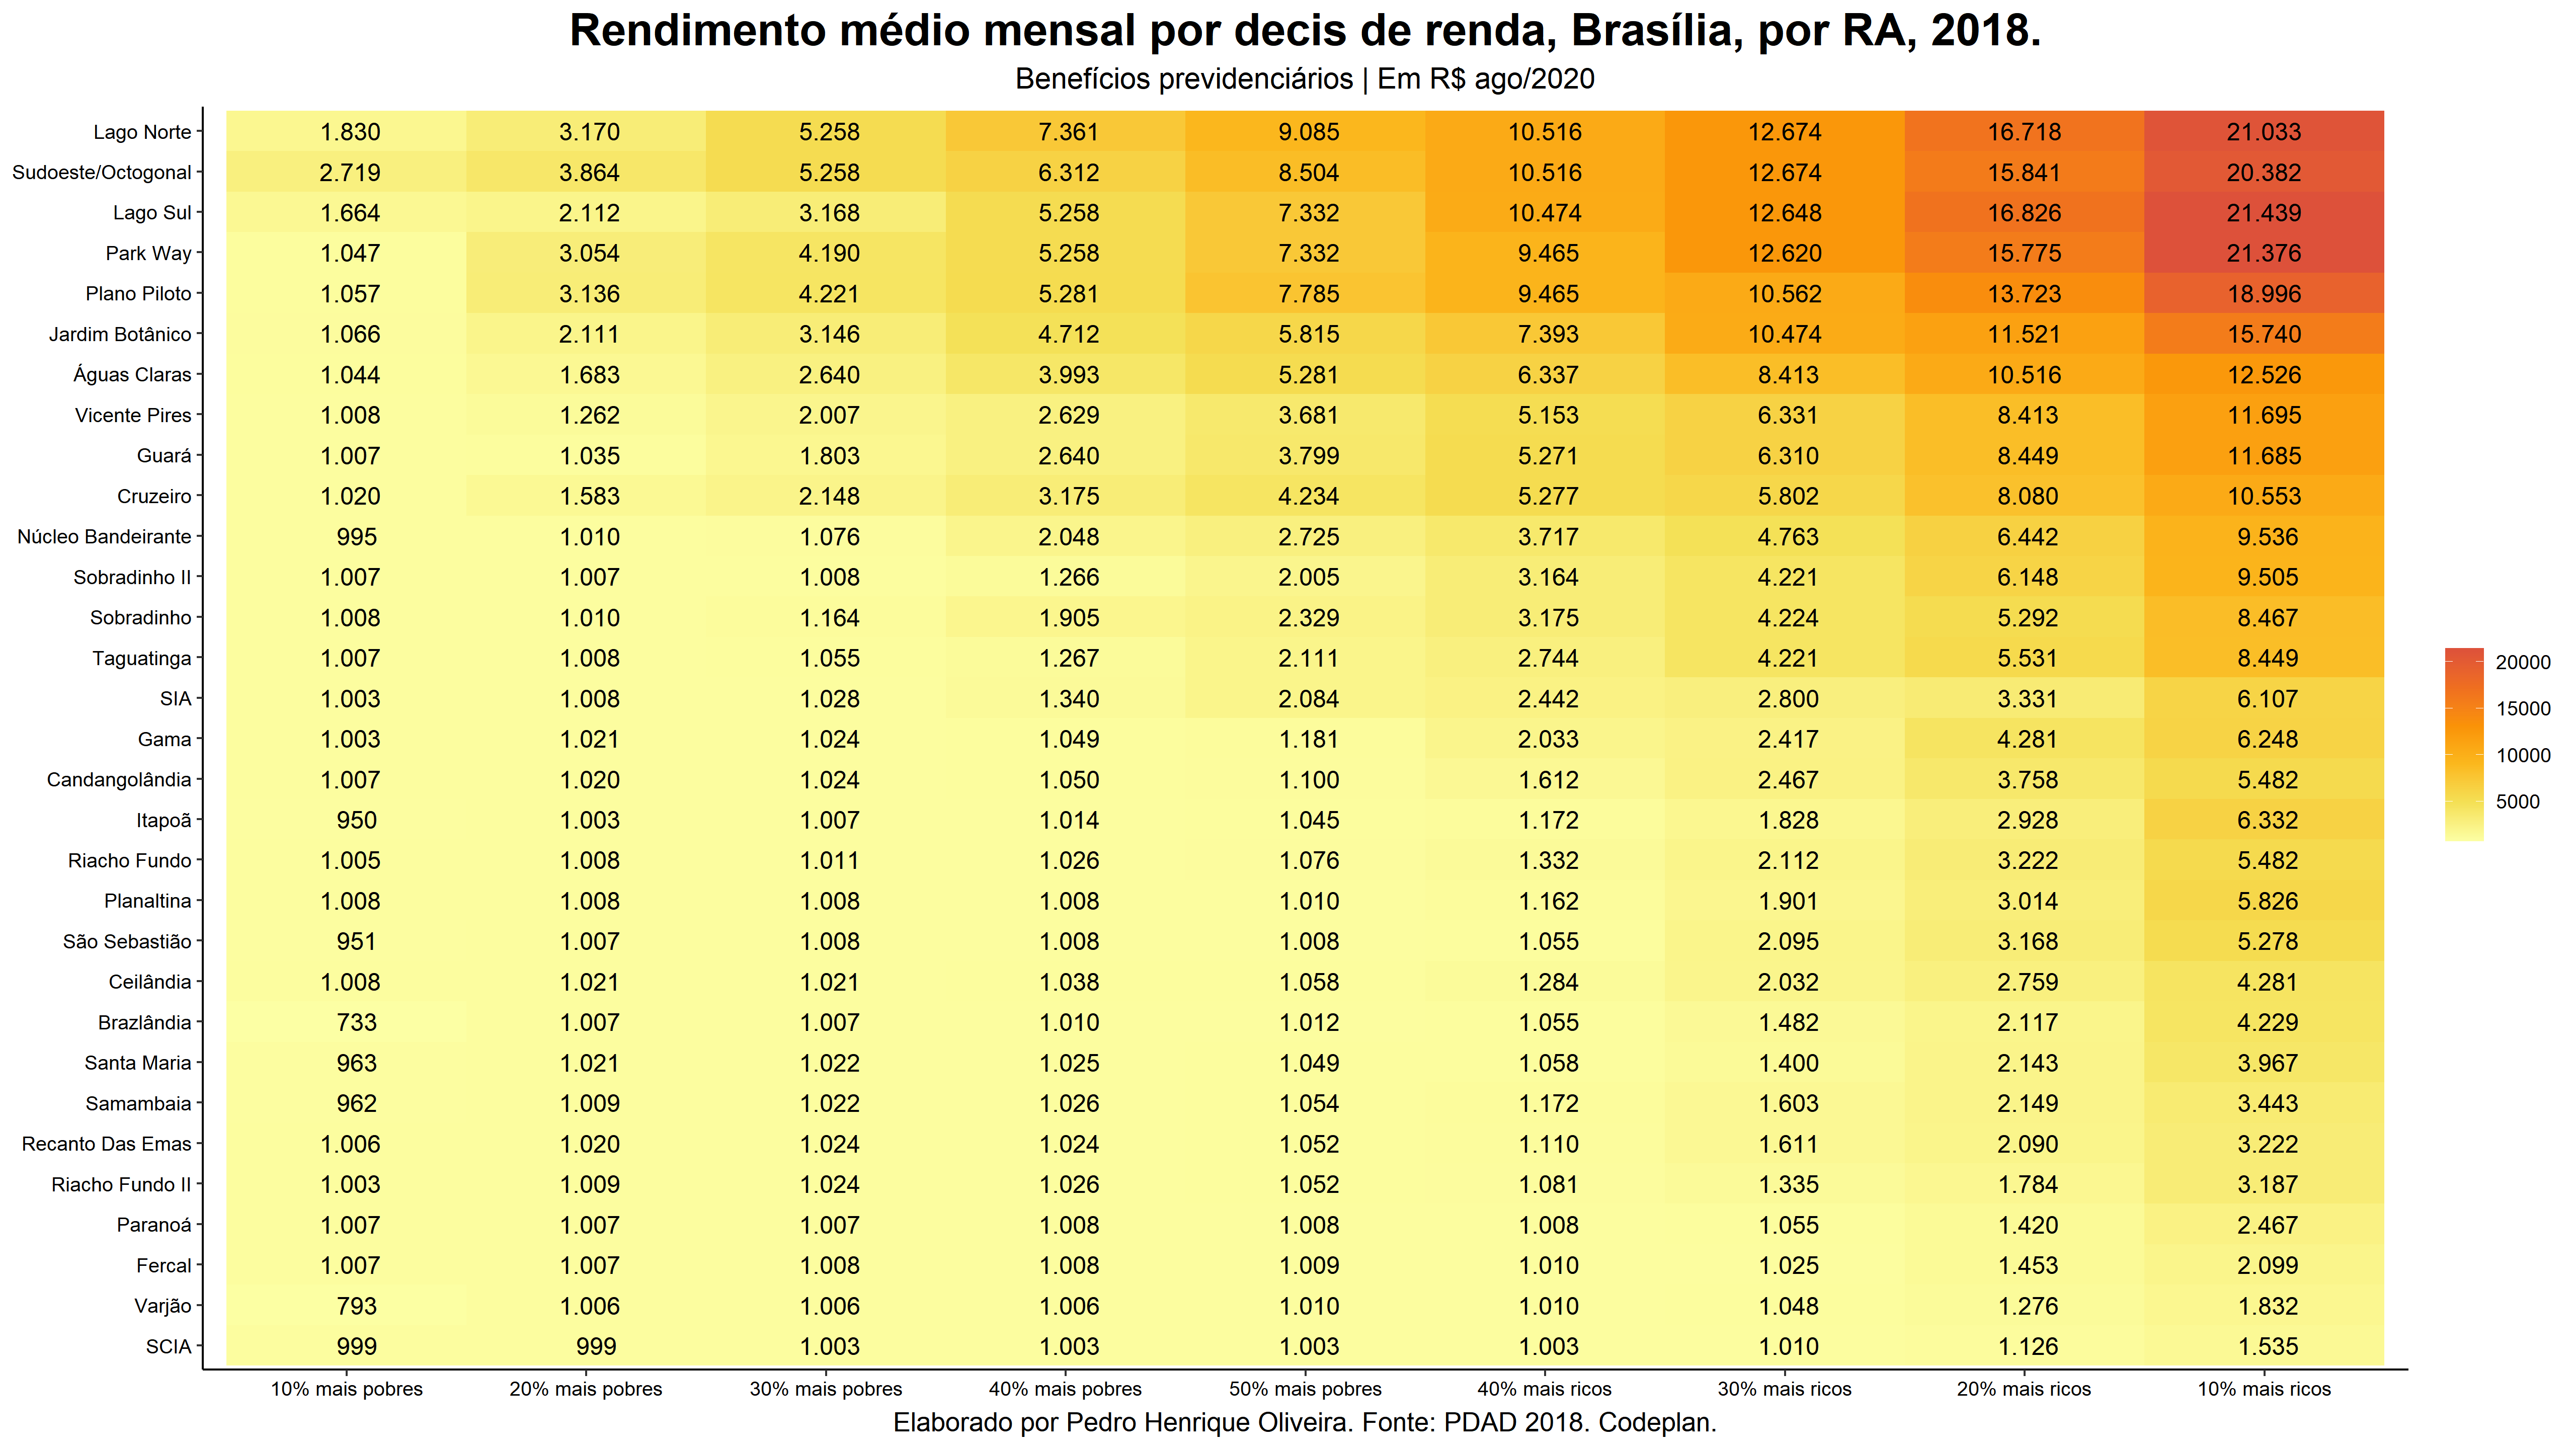 Rendimento médio mensal por decis de renda, Brasília, por RA, 2018.
Benefícios previdenciários | Em R$ ago/2020
Lago Norte 1.830 3.170 5.258 7.361 9.085 10.516 12.674 16.718 21.033
Sudoeste/Octogonal 2.719 3.864 5.258 6.312 8.504 10.516 12.674 15.841 20.382
Lago Sul 1.664 2.112 3.168 5.258 7.332 10.474 12.648 16.826 21.439
Park Way 1.047 3.054 4.190 5.258 7.332 9.465 12.620 15.775 21.376
Plano Piloto 1.057 3.136 4.221 5.281 7.785 9.465 10.562 13.723 18.996
Jardim Botânico 1.066 2.111 3.146 4.712 5.815 7.393 10.474 11.521 15.740
Águas Claras 1.044 1.683 2.640 3.993 5.281 6.337 8.413 10.516 12.526
Vicente Pires 1.008 1.262 2.007 2.629 3.681 5.153 6.331 8.413 11.695
Guará 1.007 1.035 1.803 2.640 3.799 5.271 6.310 8.449 11.685
Cruzeiro 1.020 1.583 2.148 3.175 4.234 5.277 5.802 8.080 10.553
Núcleo Bandeirante 995 1.010 1.076 2.048 2.725 3.717 4.763 6.442 9.536
Sobradinho II 1.007 1.007 1.008 1.266 2.005 3.164 4.221 6.148 9.505
Sobradinho 1.008 1.010 1.164 1.905 2.329 3.175 4.224 5.292 8.467
Taguatinga 1.007 1.008 1.055 1.267 2.111 2.744 4.221 5.531 8.449
SIA 1.003 1.008 1.028 1.340 2.084 2.442 2.800 3.331 6.107
Gama 1.003 1.021 1.024 1.049 1.181 2.033 2.417 4.281 6.248
Candangolândia 1.007 1.020 1.024 1.050 1.100 1.612 2.467 3.758 5.482
Itapoã 950 1.003 1.007 1.014 1.045 1.172 1.828 2.928 6.332
Riacho Fundo 1.005 1.008 1.011 1.026 1.076 1.332 2.112 3.222 5.482
Planaltina 1.008 1.008 1.008 1.008 1.010 1.162 1.901 3.014 5.826
São Sebastião 951 1.007 1.008 1.008 1.008 1.055 2.095 3.168 5.278
Ceilândia 1.008 1.021 1.021 1.038 1.058 1.284 2.032 2.759 4.281
Brazlândia 733 1.007 1.007 1.010 1.012 1.055 1.482 2.117 4.229
Santa Maria 963 1.021 1.022 1.025 1.049 1.058 1.400 2.143 3.967
Samambaia 962 1.009 1.022 1.026 1.054 1.172 1.603 2.149 3.443
Recanto Das Emas 1.006 1.020 1.024 1.024 1.052 1.110 1.611 2.090 3.222
Riacho Fundo II 1.003 1.009 1.024 1.026 1.052 1.081 1.335 1.784 3.187
Paranoá 1.007 1.007 1.007 1.008 1.008 1.008 1.055 1.420 2.467
Fercal 1.007 1.007 1.008 1.008 1.009 1.010 1.025 1.453 2.099
Varjão 793 1.006 1.006 1.006 1.010 1.010 1.048 1.276 1.832
SCIA 999 999 1.003 1.003 1.003 1.003 1.010 1.126 1.535
10% mais pobres 20% mais pobres 30% mais pobres 40% mais pobres 50% mais pobres 40% mais ricos 30% mais ricos 20% mais ricos 10% mais ricos
Elaborado por Pedro Henrique Oliveira. Fonte: PDAD 2018. Codeplan.
20000
15000
10000
5000